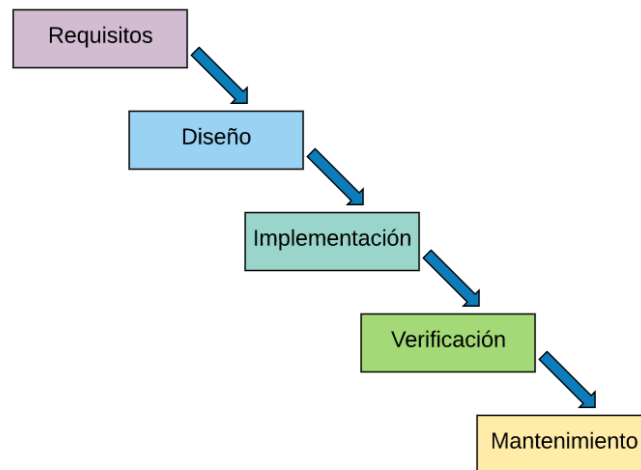 Requisitos
Diseño
Implementación
Verificación
Mantenimiento